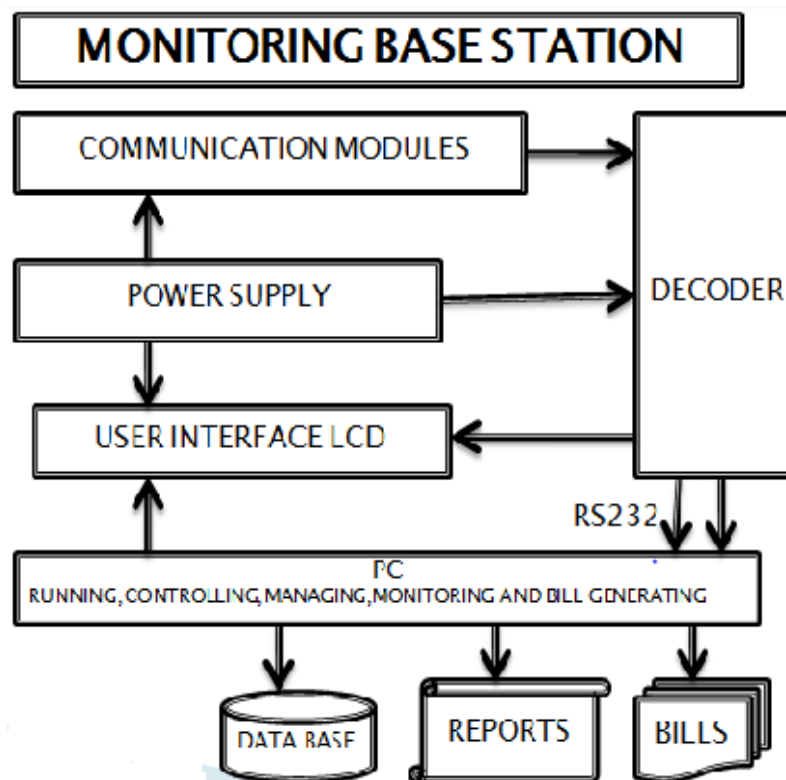 MONITORING BASE STATION
COMMUNICATION MODULES
POWER SUPPLY
DECODER
USER INTERFACE LCD
RS232
PC
RUNNING, CONTROLLING, MANAGING, MONITORING AND BILL GENERATING
DATA BASE
REPORTS
BILLS